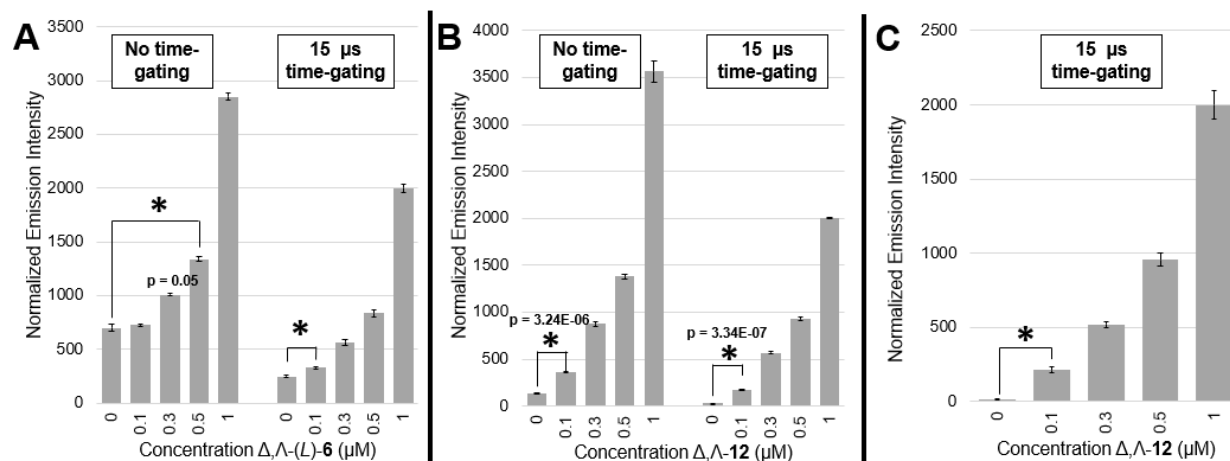 A
Normalized Emission Intensity
3500
3000
2500
2000
1500
1000
500
0
No time-
gating
15 µs
time-gating
*
p = 0.05
*
0 0.1 0.3 0.5 1 0 0.1 0.3 0.5 1
Concentration Δ,Λ-(L)-6 (µM)
B
Normalized Emission Intensity
4000
3500
3000
2500
2000
1500
1000
500
0
No time-
gating
15 µs
time-gating
p = 3.24E-06
*
p = 3.34E-07
*
0 0.1 0.3 0.5 1 0 0.1 0.3 0.5 1
Concentration Δ,Λ-12 (µM)
C
Normalized Emission Intensity
2500
2000
1500
1000
500
0
15 µs
time-gating
*
0 0.1 0.3 0.5 1
Concentration Δ,Λ-12 (µM)